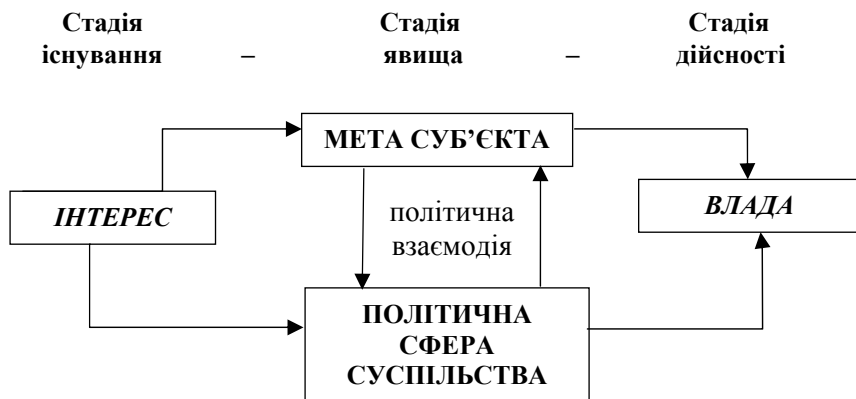 Стадія Стадія Стадія
існування – явища – дійсності
МЕТА СУБ’ЄКТА
ІНТЕРЕС
політична
взаємодія
ВЛАДА
ПОЛІТИЧНА
СФЕРА
СУСПІЛЬСТВА